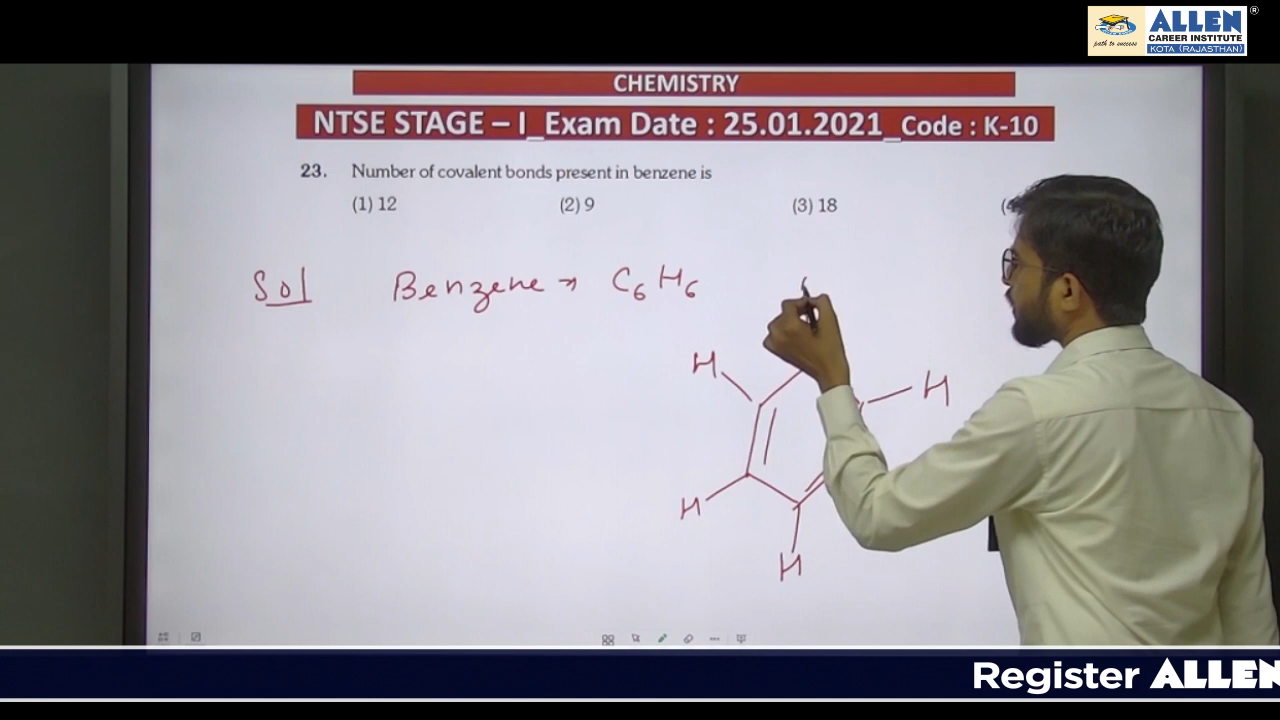 ALLEN
path to success
CAREER INSTITUTE
KOTA (RAJASTHAN)
CHEMISTRY
NTSE STAGE – I_Exam Date : 25.01.2021_Code : K-10
23. Number of covalent bonds present in benzene is
(1) 12 (2) 9 (3) 18
Sol Benzene → C6H6
H
H
H
H
Register ALLEN